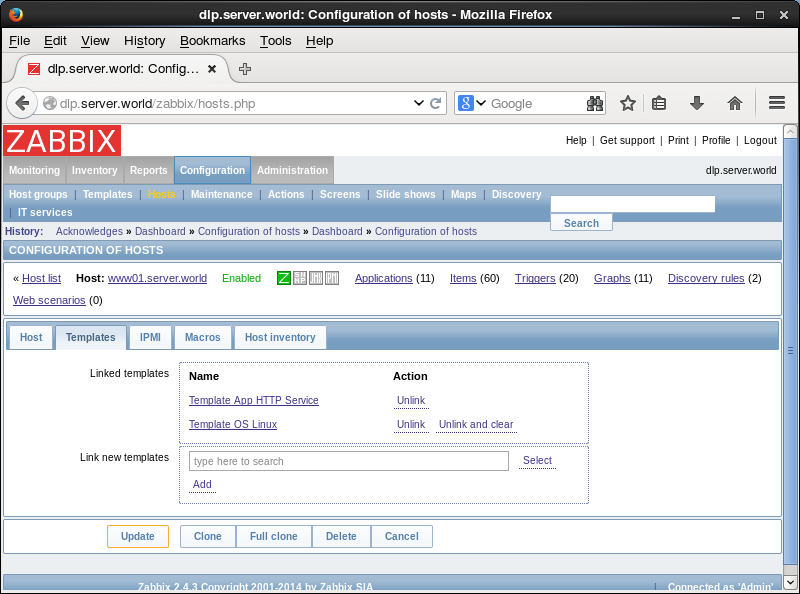 dlp.server.world: Configuration of hosts - Mozilla Firefox
File Edit View History Bookmarks Tools Help
dlp.server.world: Config...
dlp.server.world/zabbix/hosts.php
Google
ZABBIX
Help | Get support | Print | Profile | Logout
Monitoring Inventory Reports Configuration Administration
dlp.server.world
Host groups | Templates | Hosts | Maintenance | Actions | Screens | Slide shows | Maps | Discovery
| IT services
Search
History: Acknowledges » Dashboard » Configuration of hosts » Dashboard » Configuration of hosts
CONFIGURATION OF HOSTS
« Host list Host: www01.server.world Enabled Z Applications (11) Items (60) Triggers (20) Graphs (11) Discovery rules (2)
Web scenarios (0)
Host Templates IPMI Macros Host inventory
Linked templates
Name Action
Template App HTTP Service Unlink
Template OS Linux Unlink Unlink and clear
Link new templates
type here to search Select
Add
Update Clone Full clone Delete Cancel
Zabbix 2.4.3 Copyright 2001-2014 by Zabbix SIA | Connected as 'Admin'